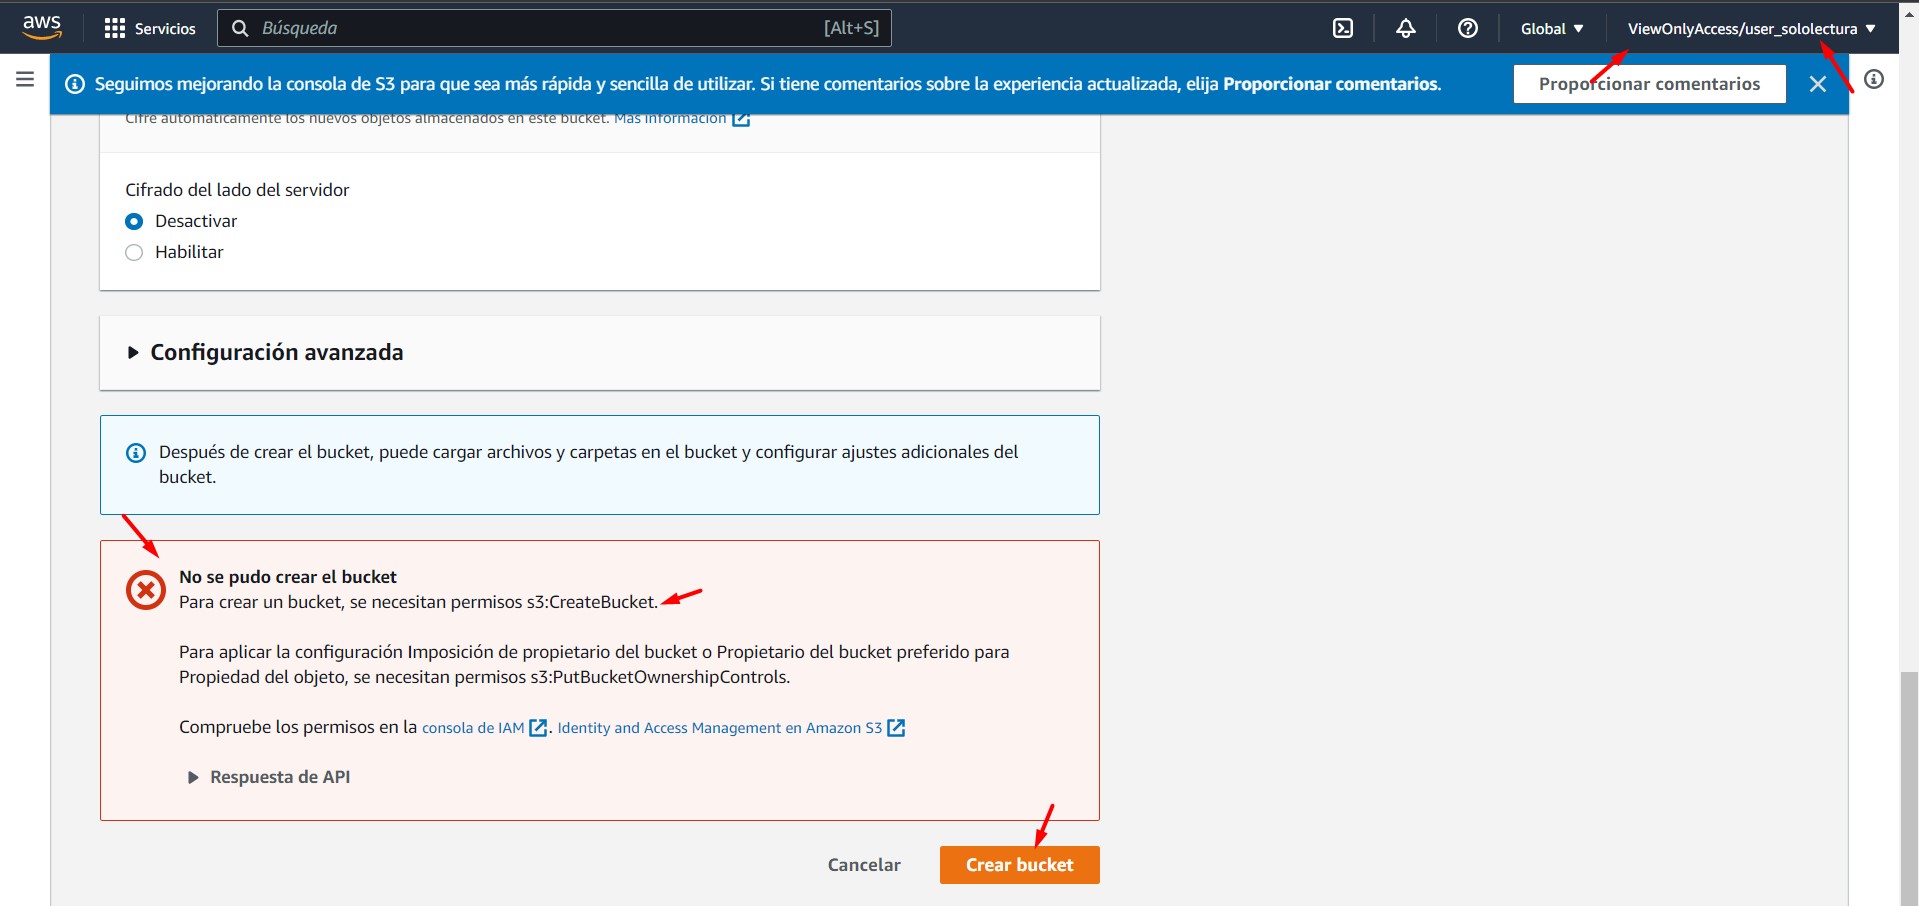 aws
Servicios
Búsqueda
[Alt+S]
Global
ViewOnlyAccess/user_sololectura
Seguimos mejorando la consola de S3 para que sea más rápida y sencilla de utilizar. Si tiene comentarios sobre la experiencia actualizada, elija Proporcionar comentarios.
Proporcionar comentarios
Cifre automáticamente los nuevos objetos almacenados en este bucket. Más información
Cifrado del lado del servidor
Desactivar
Habilitar
Configuración avanzada
Después de crear el bucket, puede cargar archivos y carpetas en el bucket y configurar ajustes adicionales del
bucket.
No se pudo crear el bucket
Para crear un bucket, se necesitan permisos s3:CreateBucket.
Para aplicar la configuración Imposición de propietario del bucket o Propietario del bucket preferido para
Propiedad del objeto, se necesitan permisos s3:PutBucketOwnershipControls.
Compruebe los permisos en la consola de IAM. Identity and Access Management en Amazon S3
Respuesta de API
Cancelar
Crear bucket